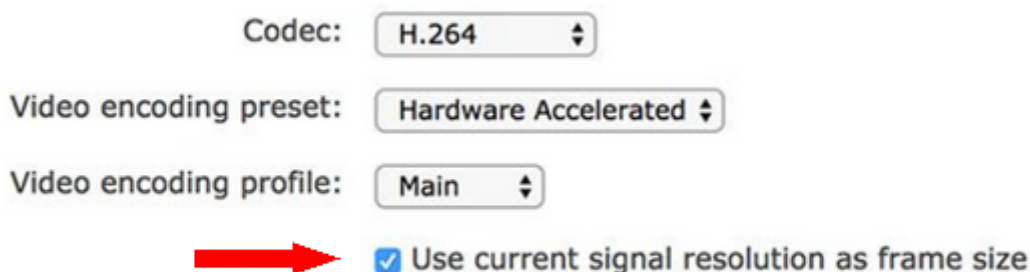 Codec: H.264
Video encoding preset: Hardware Accelerated
Video encoding profile: Main
Use current signal resolution as frame size